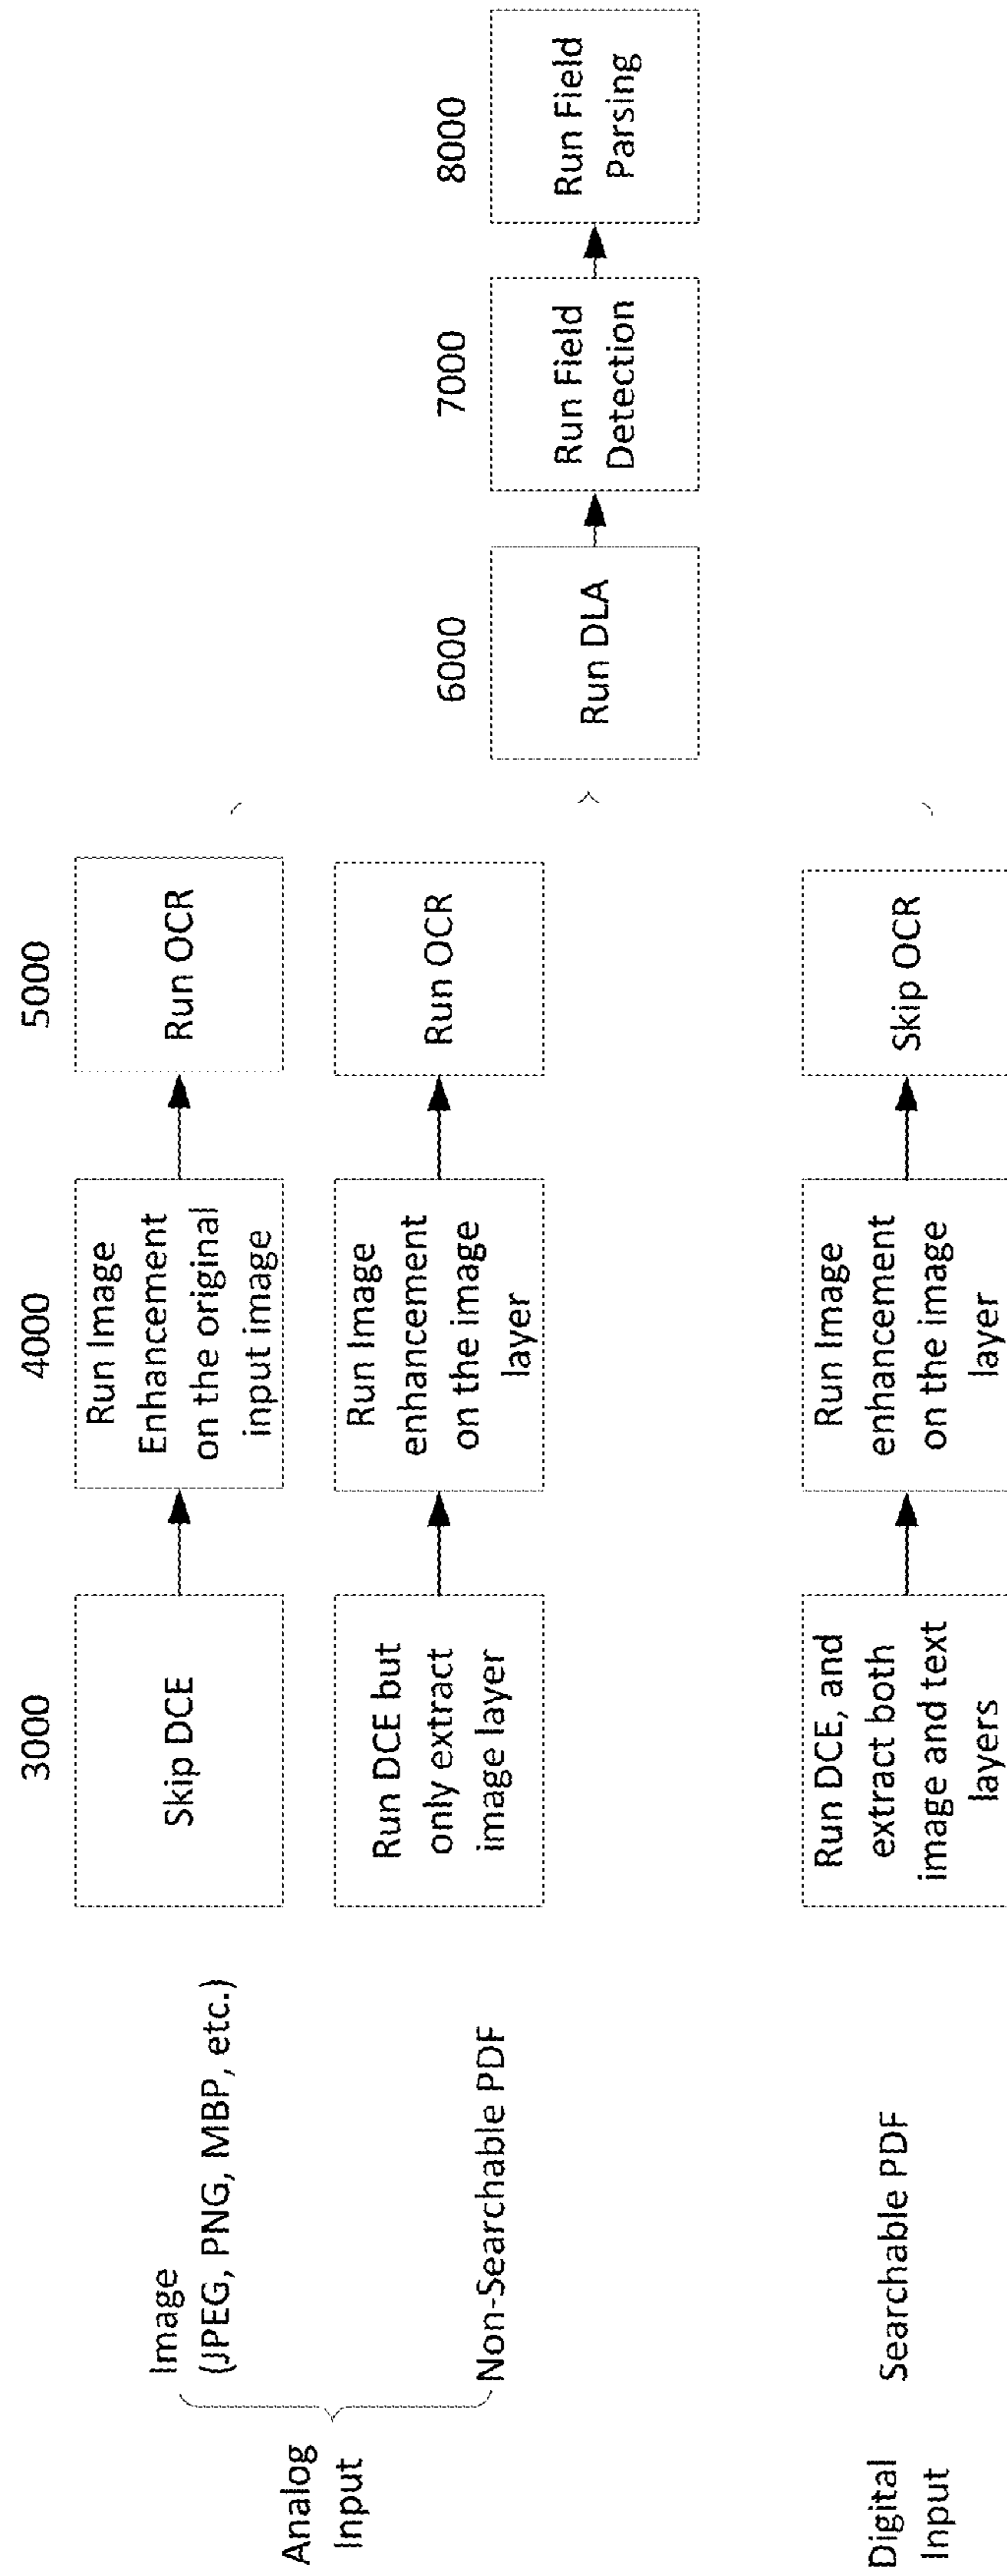 3000
4000
5000
6000
7000
8000
Analog
Input
Image
(JPEG, PNG, MBP, etc.)
Skip DCE
Run Image
Enhancement
on the original
input image
Run OCR
Non-Searchable PDF
Run DCE but
only extract
image layer
Run Image
enhancement
on the image
layer
Run OCR
Digital
Input
Searchable PDF
Run DCE, and
extract both
image and text
layers
Run Image
enhancement
on the image
layer
Skip OCR
Run DLA
Run Field
Detection
Run Field
Parsing